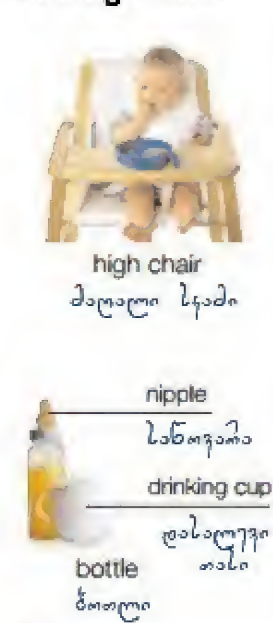 high chair
მაღალი სკამი
nipple
საწოვარა
drinking cup
დასალევი
თასი
bottle
ბოთლი